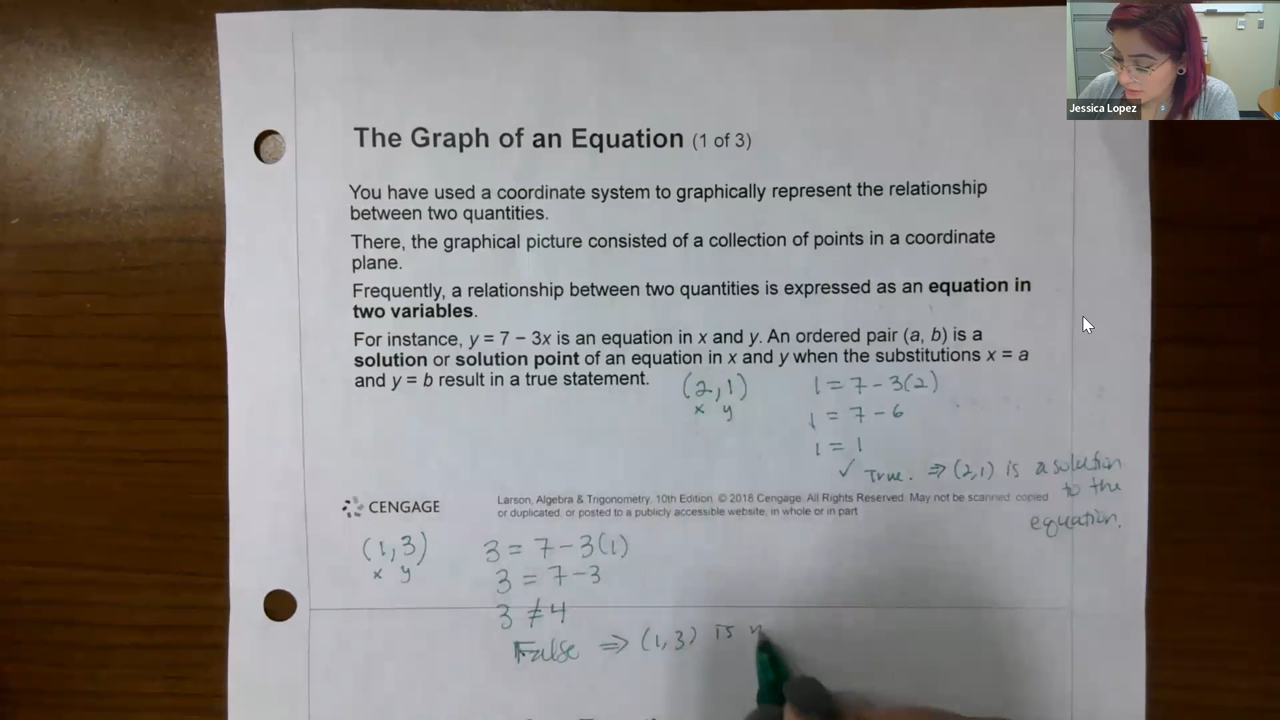 Jessica Lopez
The Graph of an Equation (1 of 3)
You have used a coordinate system to graphically represent the relationship
between two quantities.
There, the graphical picture consisted of a collection of points in a coordinate
plane.
Frequently, a relationship between two quantities is expressed as an equation in
two variables.
For instance, y = 7 − 3x is an equation in x and y. An ordered pair (a, b) is a
solution or solution point of an equation in x and y when the substitutions x = a
and y = b result in a true statement.
(2,1)
x y
1 = 7 - 3(2)
1 = 7 - 6
1 = 1
✓ True. ⇒ (2,1) is a solution
to the
equation.
CENGAGE
Larson, Algebra & Trigonometry, 10th Edition. © 2018 Cengage. All Rights Reserved. May not be scanned, copied
or duplicated, or posted to a publicly accessible website, in whole or in part
(1,3)
x y
3 = 7 - 3(1)
3 = 7 - 3
3 ≠ 4
False ⇒ (1,3) is